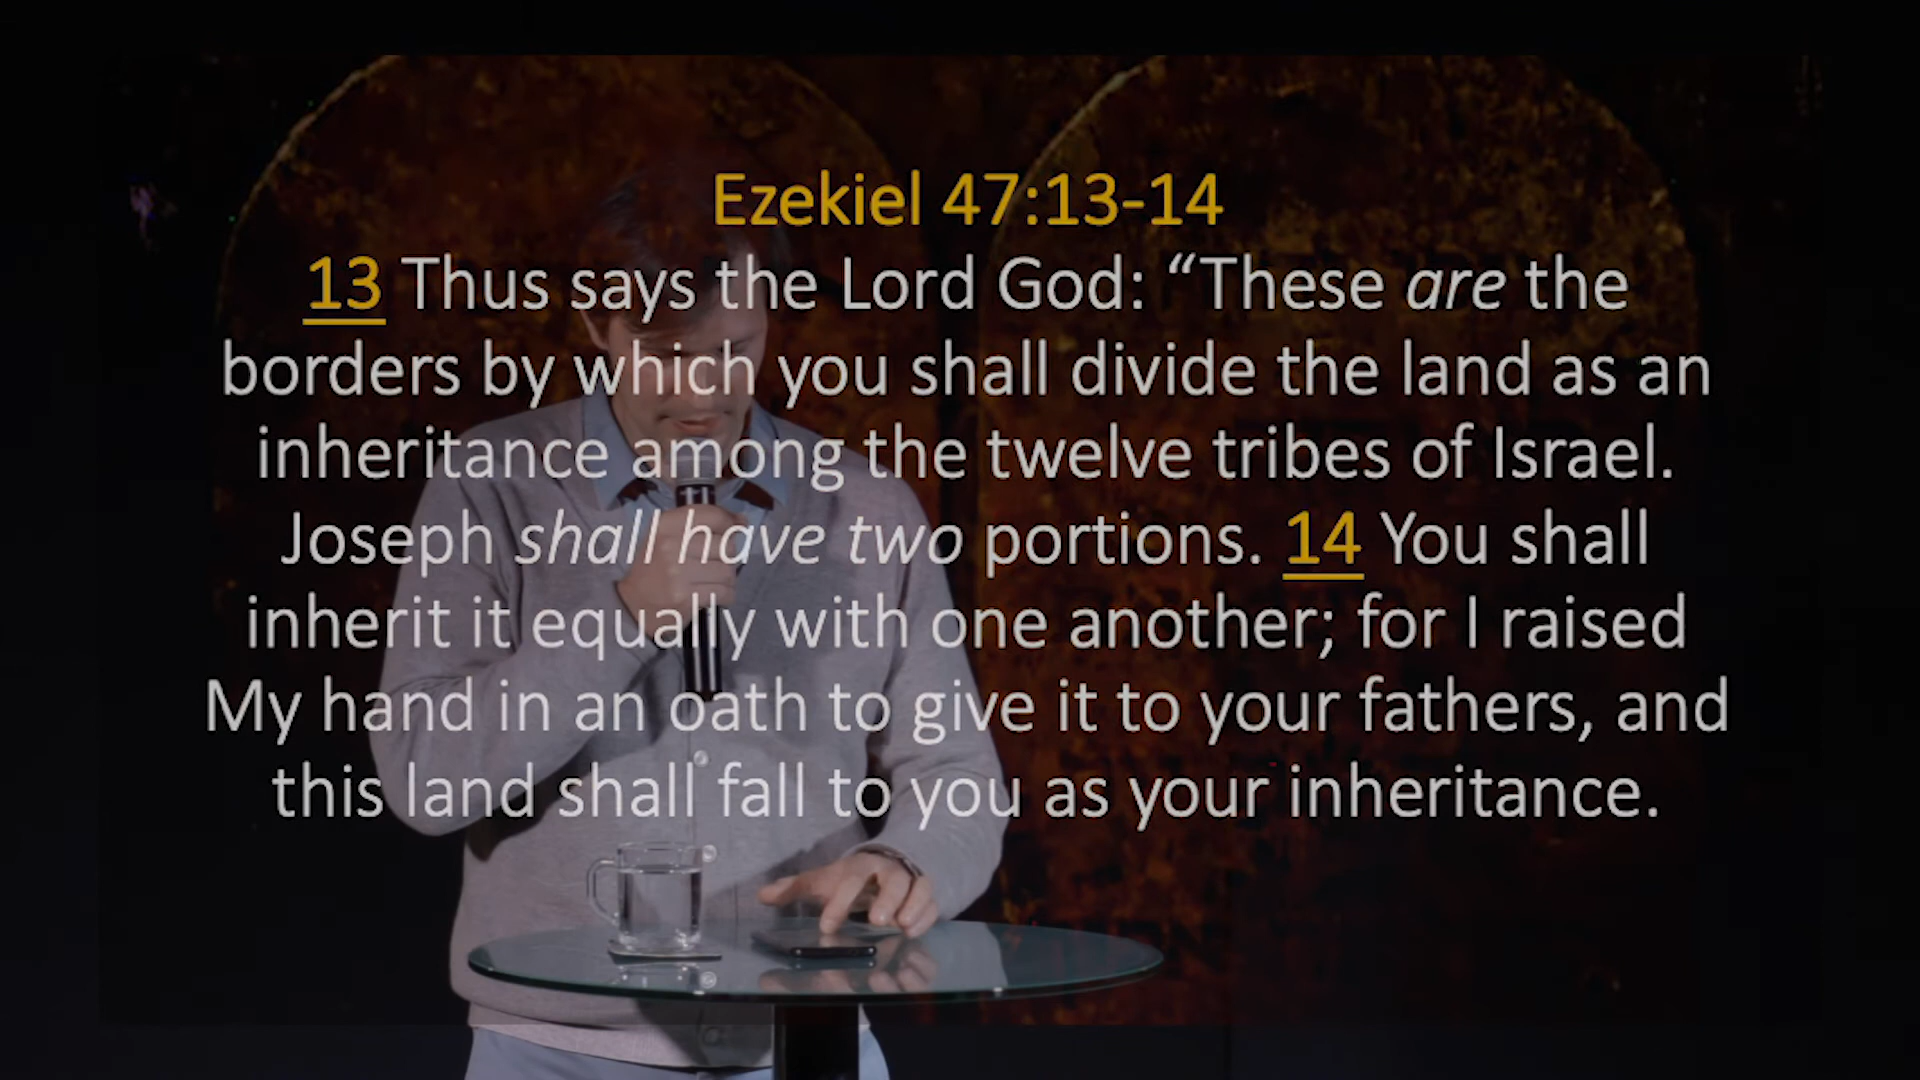 Ezekiel 47:13-14
13 Thus says the Lord God: “These are the
borders by which you shall divide the land as an
inheritance among the twelve tribes of Israel.
Joseph shall have two portions. 14 You shall
inherit it equally with one another; for I raised
My hand in an oath to give it to your fathers, and
this land shall fall to you as your inheritance.